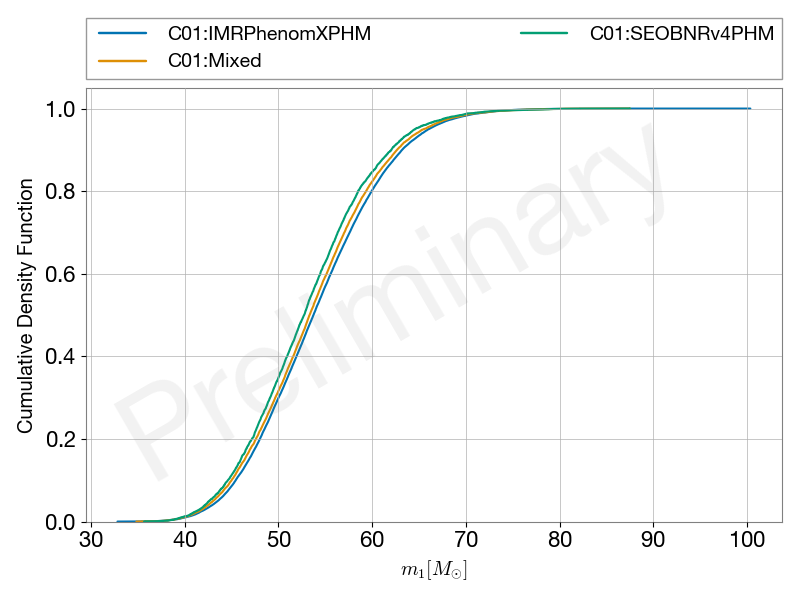 C01:IMRPhenomXPHM
C01:SEOBNRv4PHM
C01:Mixed
1.0
0.8
0.6
0.4
0.2
0.0
Cumulative Density Function
Preliminary
30 40 50 60 70 80 90 100
m₁[M☉]